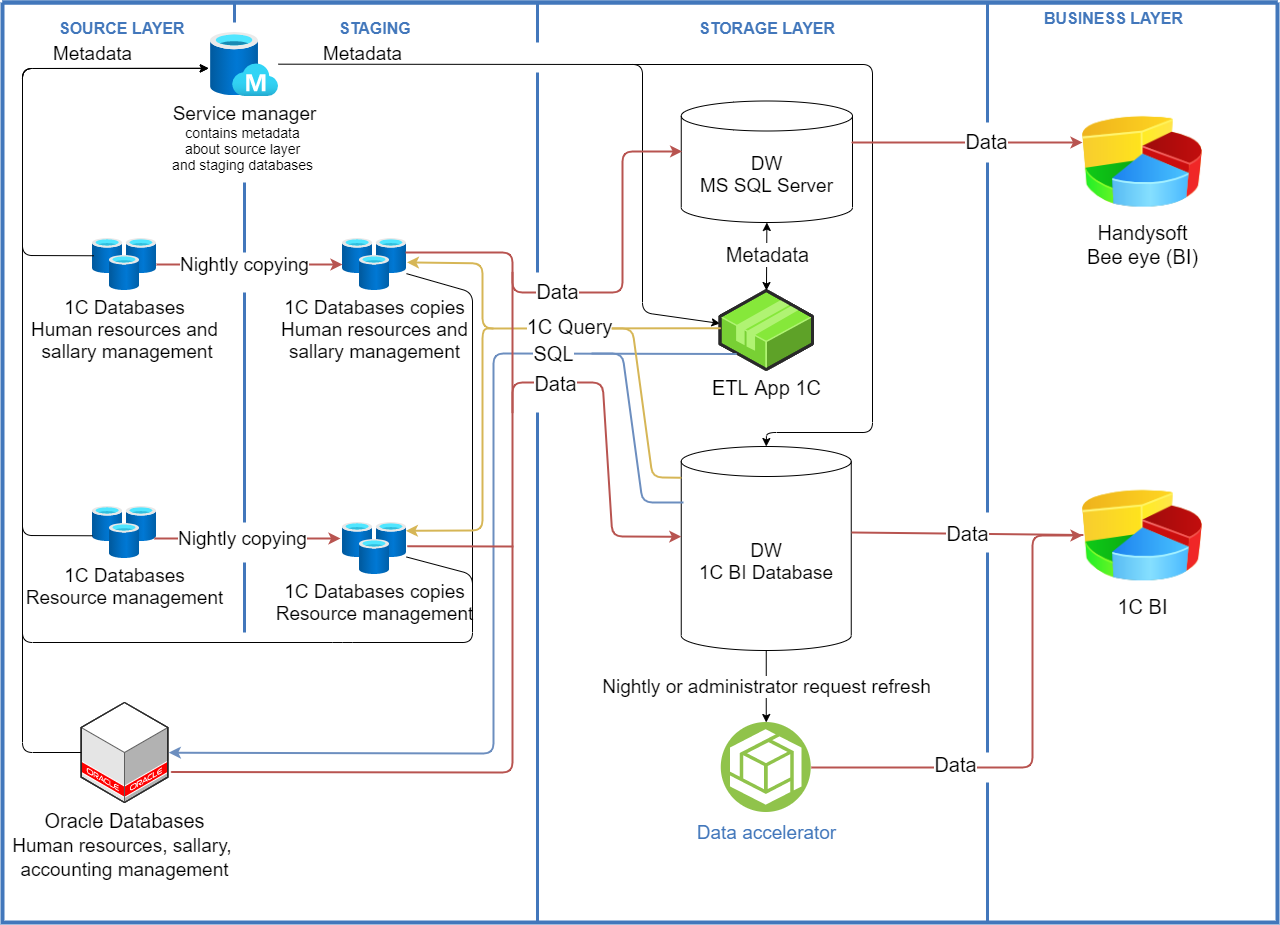 SOURCE LAYER
STAGING
STORAGE LAYER
BUSINESS LAYER
Metadata
Metadata
M
Service manager
contains metadata
about source layer
and staging databases
DW
MS SQL Server
Data
Handysoft
Bee eye (BI)
Metadata
Nightly copying
1C Databases
Human resources and
sallary management
1C Databases copies
Human resources and
sallary management
Data
1C Query
SQL
Data
ETL App 1C
Nightly copying
1C Databases
Resource management
1C Databases copies
Resource management
DW
1C BI Database
Data
1C BI
Nightly or administrator request refresh
ORACLE
ORACLE
Oracle Databases
Human resources, sallary,
accounting management
Data
Data accelerator